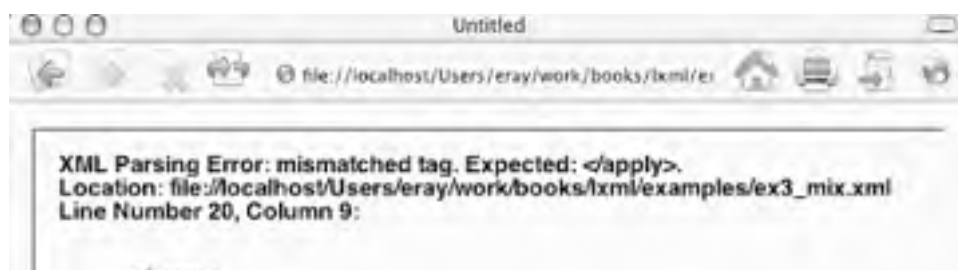 Untitled
file://localhost/Users/eray/work/books/lxml/ex
XML Parsing Error: mismatched tag. Expected: </apply>.
Location: file://localhost/Users/eray/work/books/lxml/examples/ex3_mix.xml
Line Number 20, Column 9: